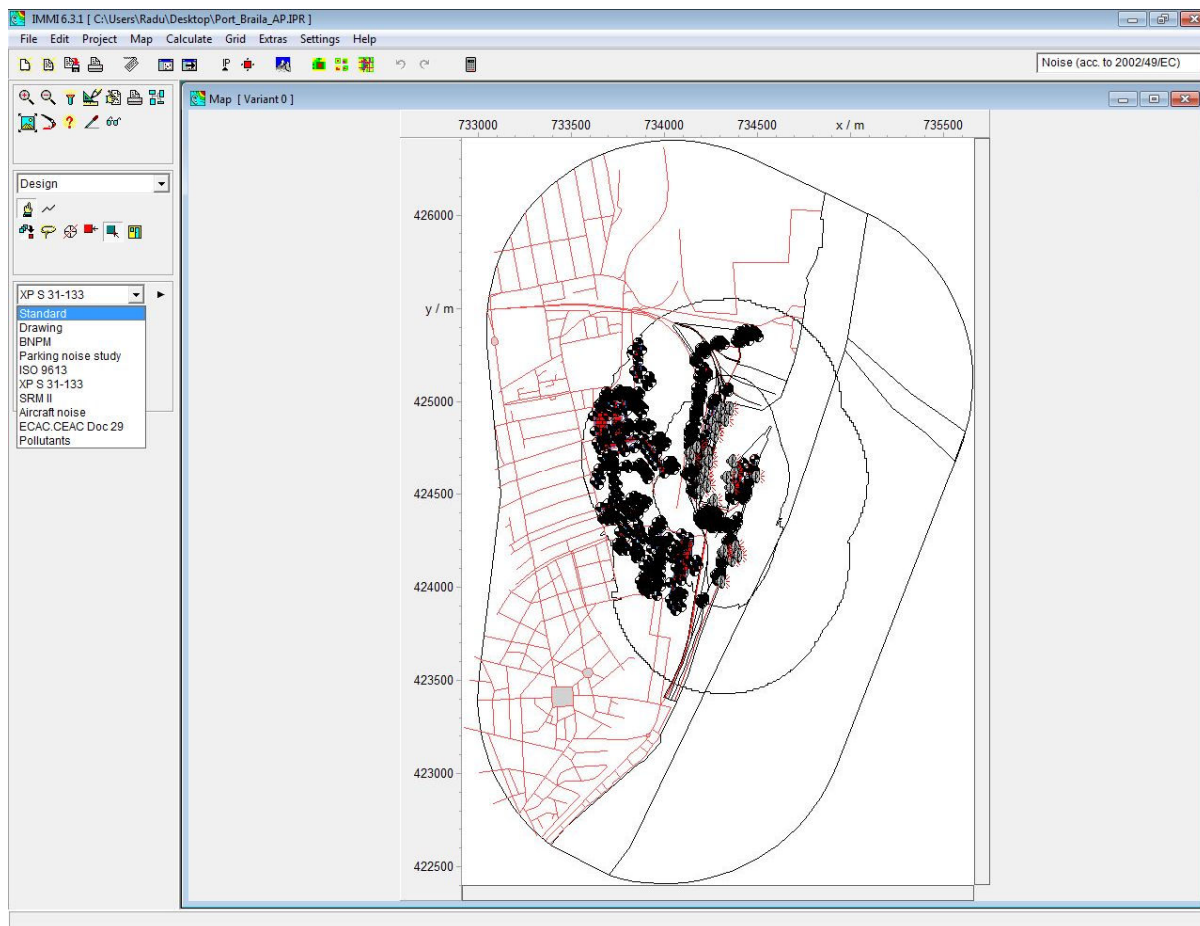 IMMI 6.3.1 [ C:\Users\Radu\Desktop\Port_Braila_AP.IPR ]
File Edit Project Map Calculate Grid Extras Settings Help
Noise (acc. to 2002/49/EC)
Map [ Variant 0 ]
733000 733500 734000 734500 x / m 735500
Design
426000
XP S 31-133
y / m
Standard
Drawing
BNPM
Parking noise study
ISO 9613
XP S 31-133
SRM II
Aircraft noise
ECAC.CEAC Doc 29
Pollutants
425000
424500
424000
423500
423000
422500